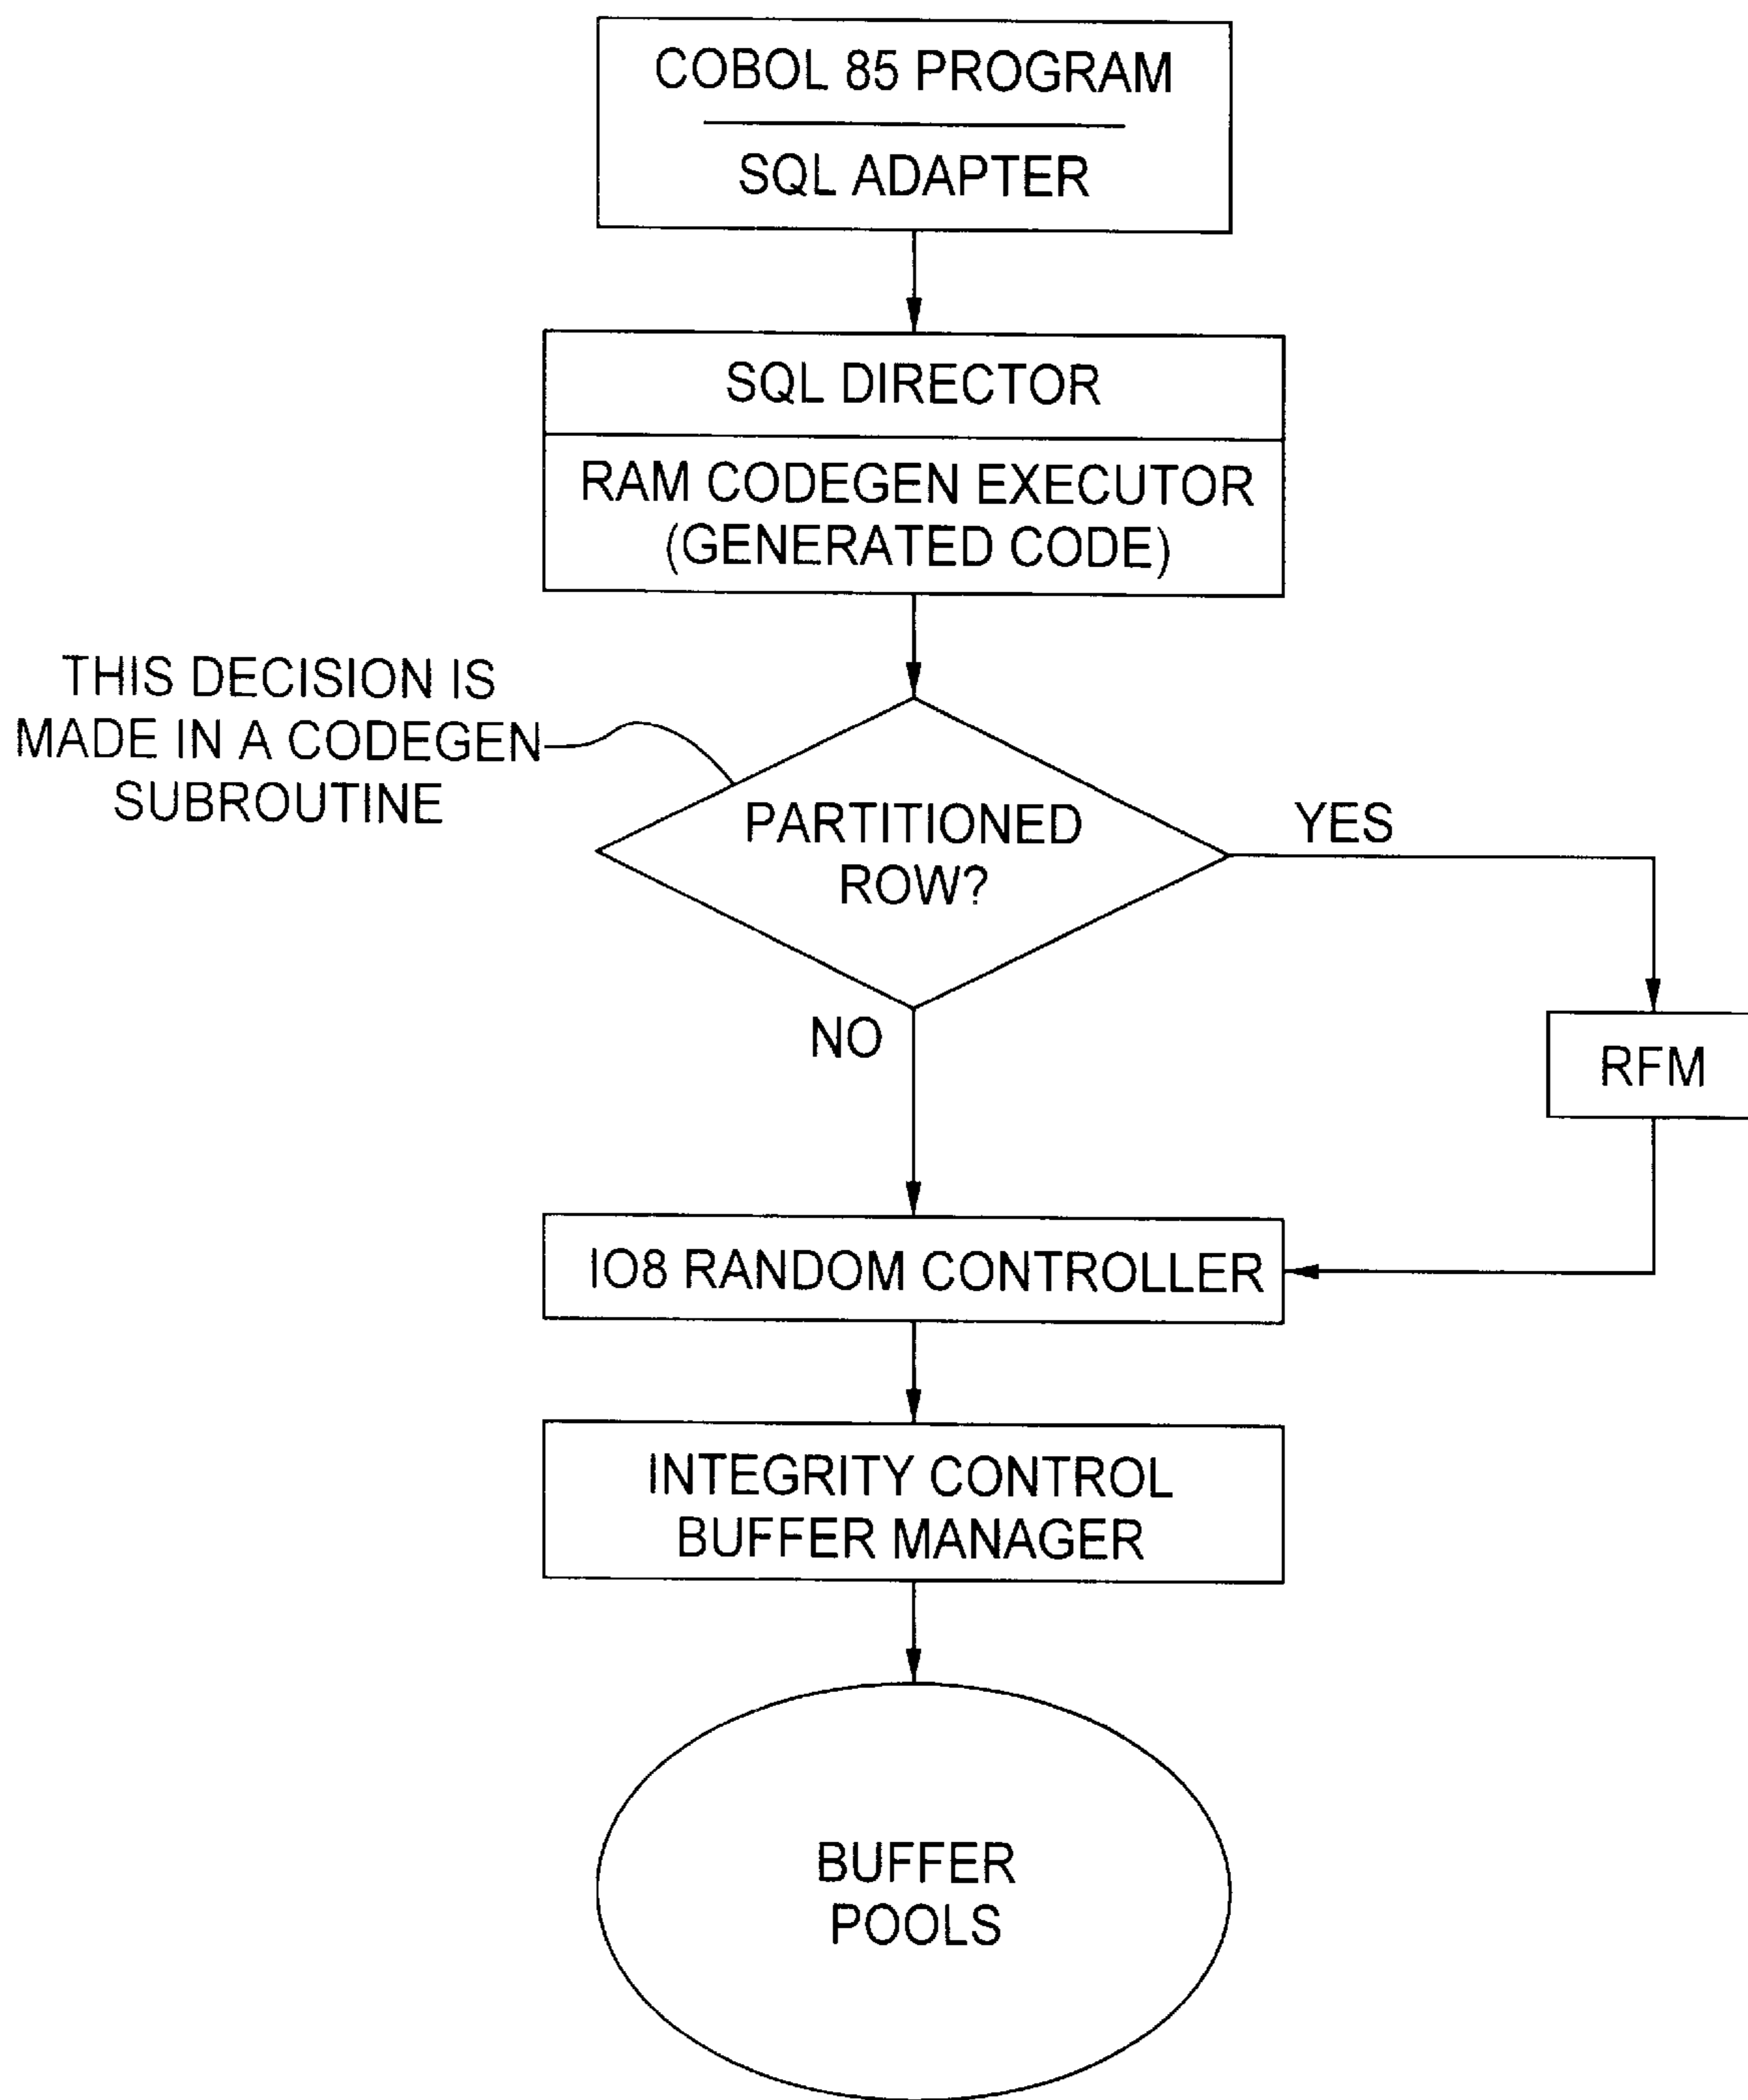 COBOL 85 PROGRAM
SQL ADAPTER
SQL DIRECTOR
RAM CODEGEN EXECUTOR
(GENERATED CODE)
THIS DECISION IS
MADE IN A CODEGEN
SUBROUTINE
PARTITIONED
ROW?
YES
NO
RFM
IO8 RANDOM CONTROLLER
INTEGRITY CONTROL
BUFFER MANAGER
BUFFER
POOLS